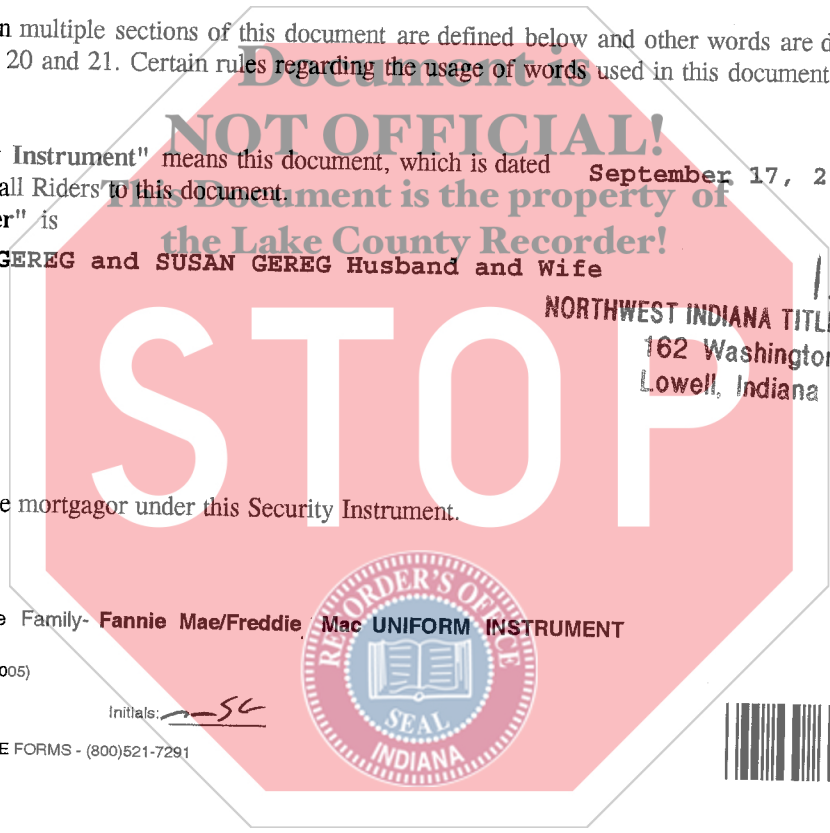 n multiple sections of this document are defined below and other words are d
20 and 21. Certain rules regarding the usage of words used in this document
Document is
NOT OFFICIAL!
Instrument" means this document, which is dated September 17, 2
all Riders to this document.
This Document is the property of
er" is
the Lake County Recorder!
GEREG and SUSAN GEREG Husband and Wife
NORTHWEST INDIANA TITL
162 Washington
Lowell, Indiana
STOP
e mortgagor under this Security Instrument.
RECORDER'S OFFICE
e Family- Fannie Mae/Freddie Mac UNIFORM INSTRUMENT
005)
Initials: SG
SEAL
INDIANA
E FORMS - (800)521-7291